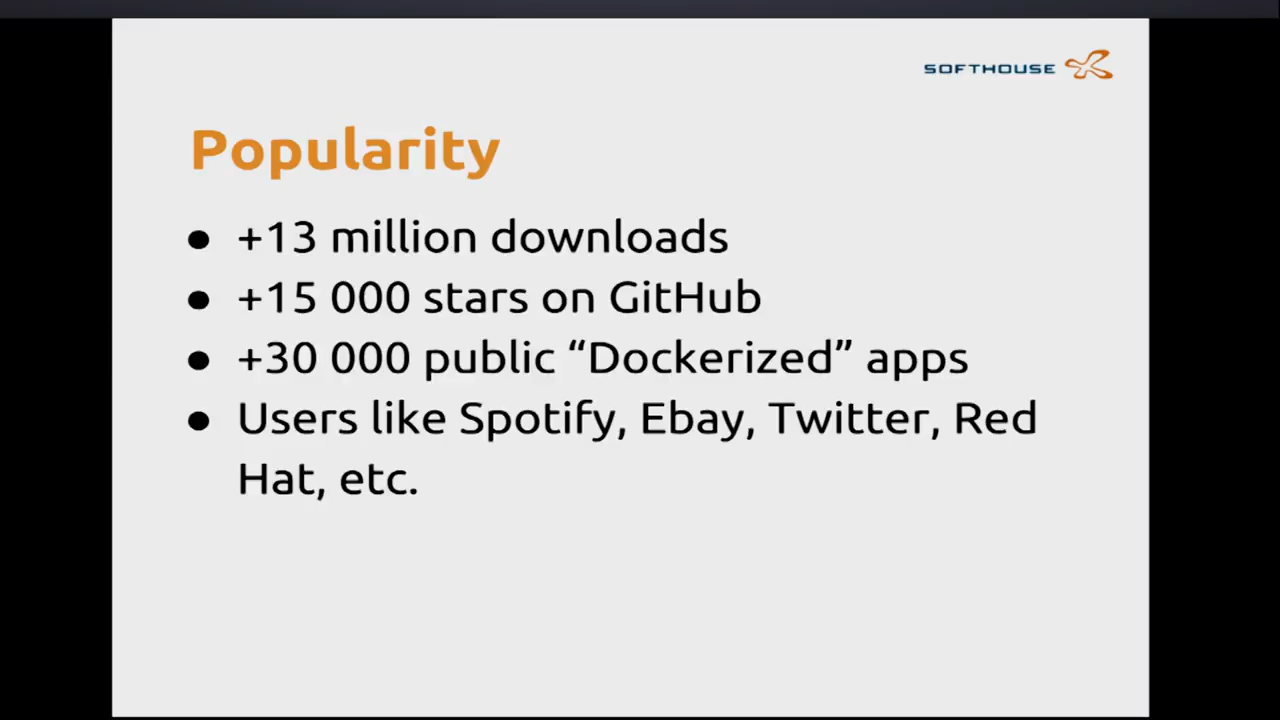 SOFTHOUSE
Popularity
● +13 million downloads
● +15 000 stars on GitHub
● +30 000 public “Dockerized” apps
● Users like Spotify, Ebay, Twitter, Red
Hat, etc.